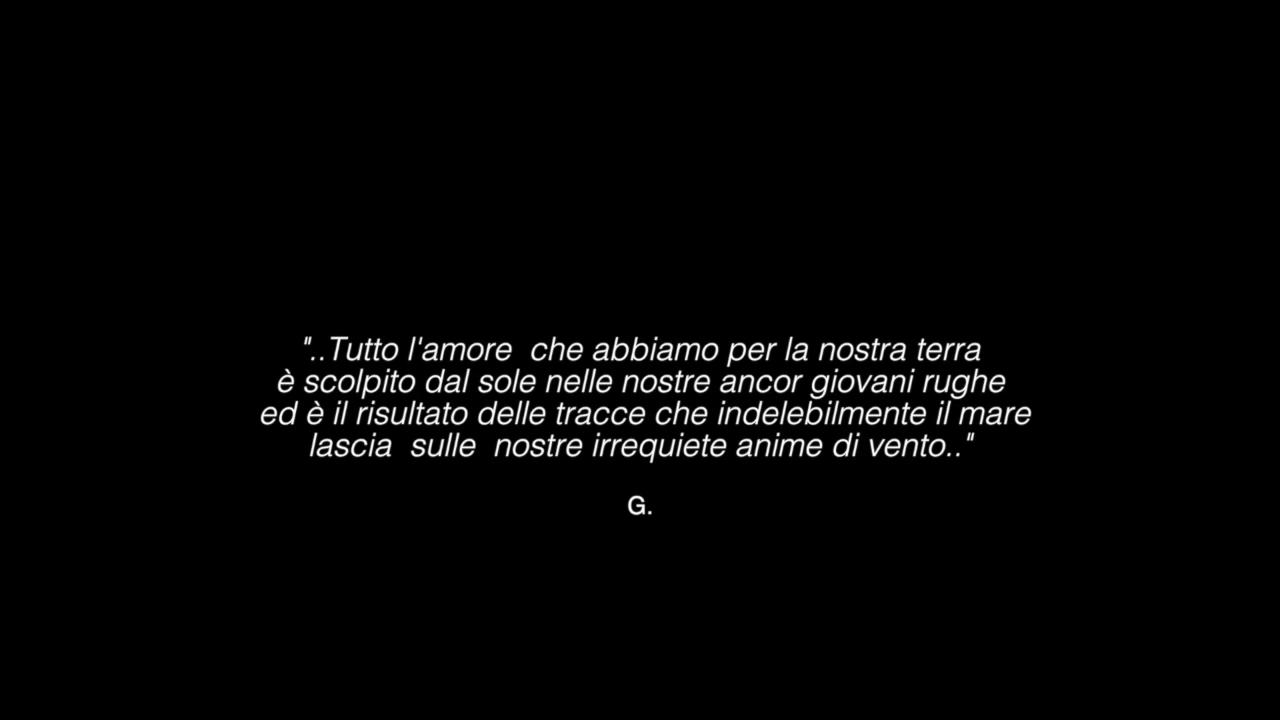 "..Tutto l'amore  che abbiamo per la nostra terra
è scolpito dal sole nelle nostre ancor giovani rughe
ed è il risultato delle tracce che indelebilmente il mare
lascia  sulle  nostre irrequiete anime di vento.."
G.